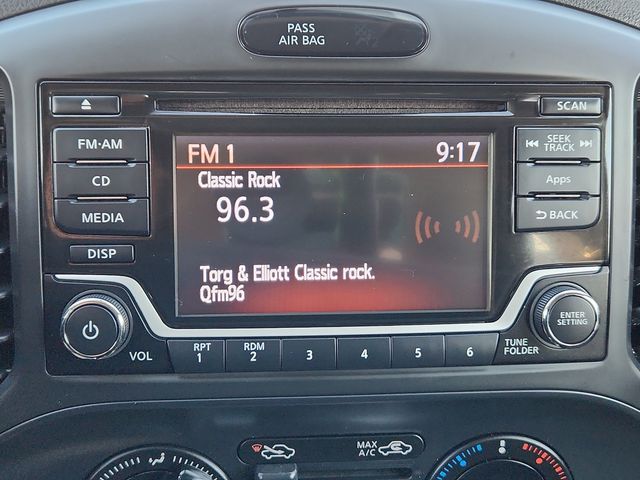 PASS
AIR BAG
SCAN
FM·AM
CD
MEDIA
DISP
FM 1 9:17
Classic Rock
96.3
Torg & Elliott Classic rock.
Qfm96
SEEK
TRACK
Apps
BACK
VOL
RPT
1
RDM
2
3
4
5
6
TUNE
FOLDER
ENTER
SETTING
MAX
A/C